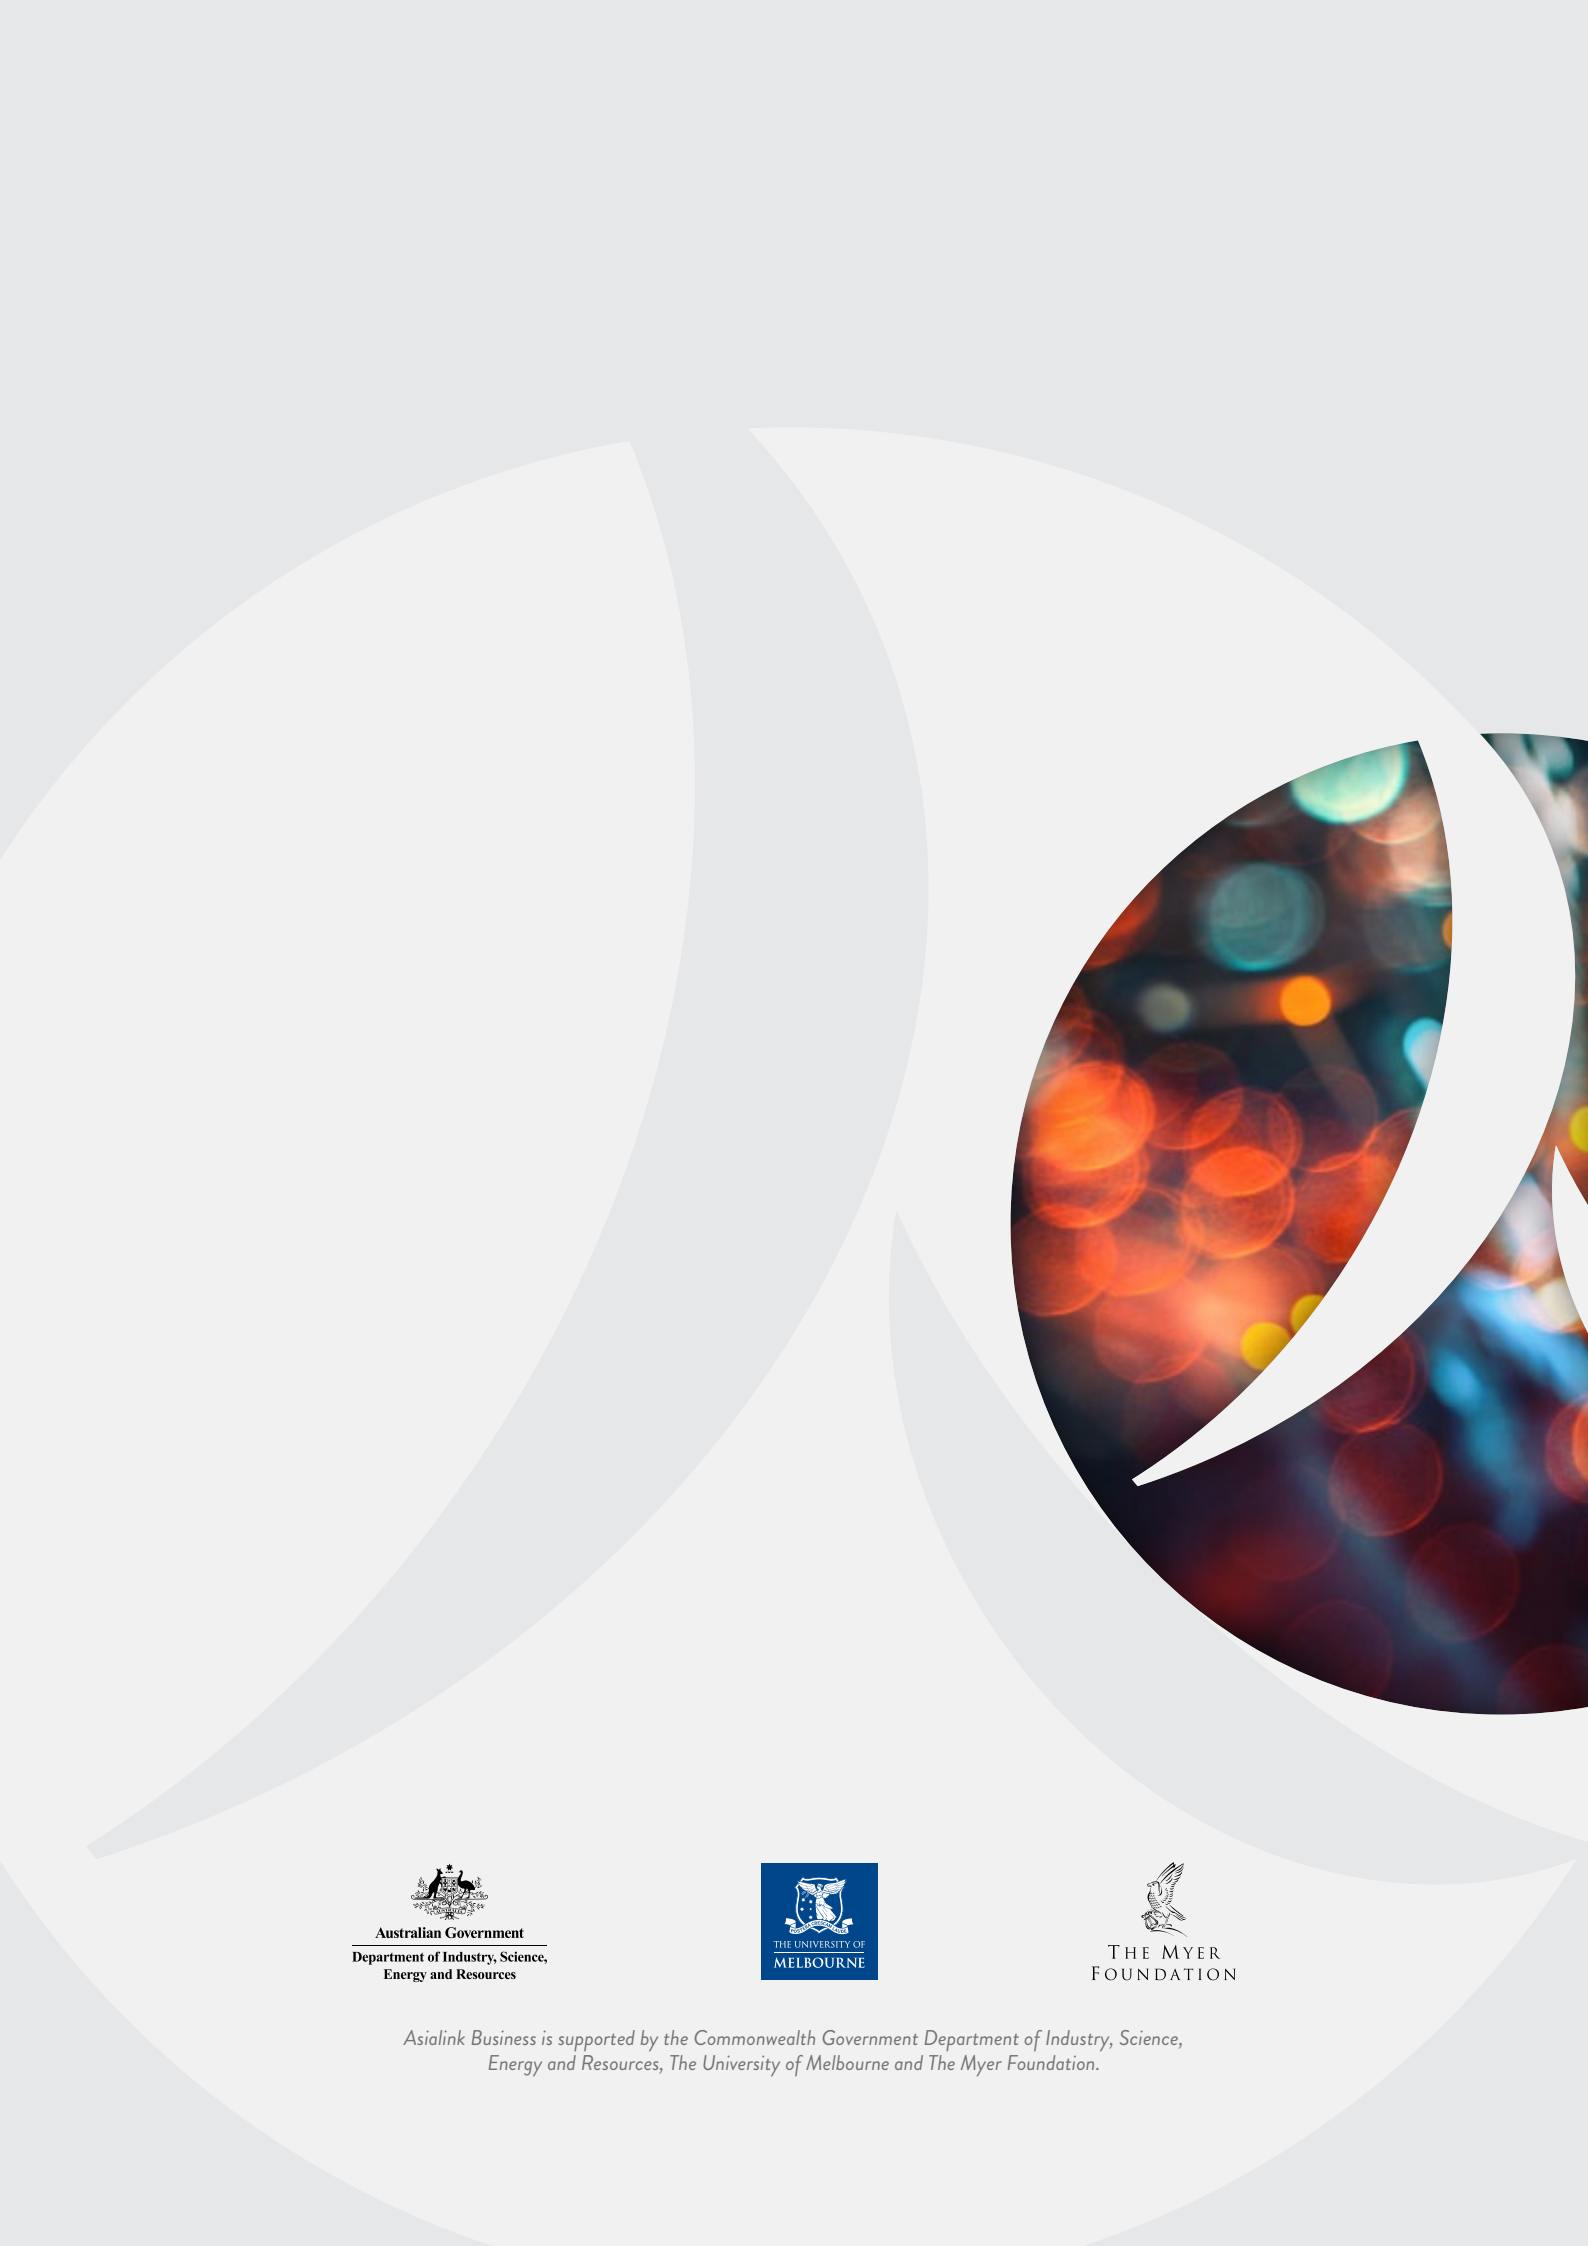 Australian Government
Department of Industry, Science,
Energy and Resources
THE UNIVERSITY OF
MELBOURNE
THE MYER
FOUNDATION
Asialink Business is supported by the Commonwealth Government Department of Industry, Science,
Energy and Resources, The University of Melbourne and The Myer Foundation.